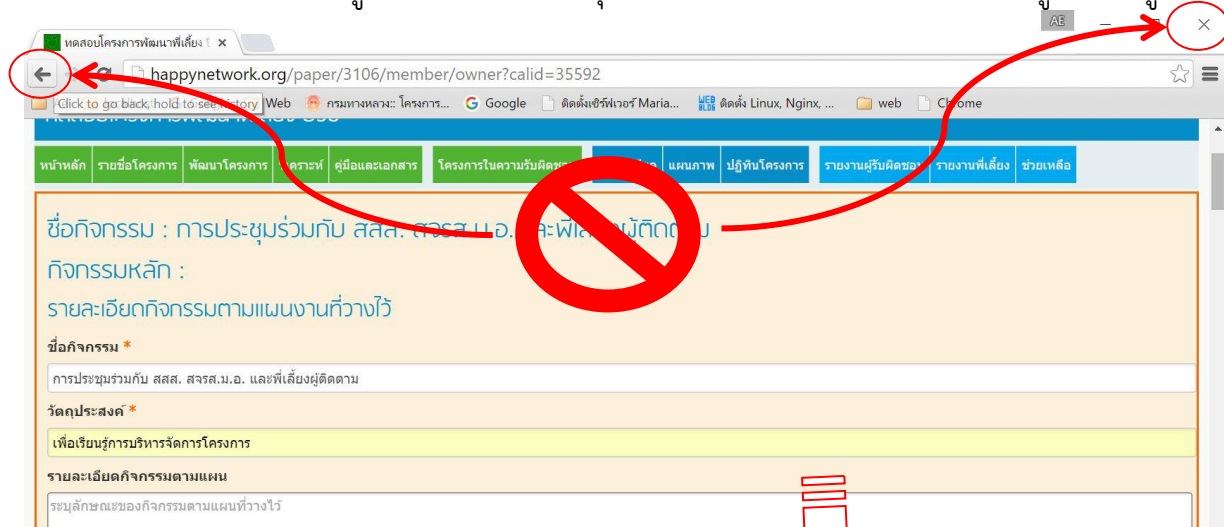 AE
ทดสอบโครงการพัฒนาพี่เลี้ยง
happynetwork.org/paper/3106/member/owner?calid=35592
Click to go back, hold to see history Web กรมทางหลวง:: โครงการ... Google ติดตั้งเซิร์ฟเวอร์ Maria... WEB BLOG ติดตั้ง Linux, Nginx, ... web Chrome
หน้าหลัก รายชื่อโครงการ พัฒนาโครงการ คู่มือและเอกสาร โครงการในความรับผิดชอบ แผนภาพ ปฏิทินโครงการ รายงานผู้รับผิดชอบ รายงานพี่เลี้ยง ช่วยเหลือ
ชื่อกิจกรรม : การประชุมร่วมกับ สสส. สจรส.ม.อ. และพี่เลี้ยงผู้ติดตาม
กิจกรรมหลัก :
รายละเอียดกิจกรรมตามแผนงานที่วางไว้
ชื่อกิจกรรม *
การประชุมร่วมกับ สสส. สจรส.ม.อ. และพี่เลี้ยงผู้ติดตาม
วัตถุประสงค์ *
เพื่อเรียนรู้การบริหารจัดการโครงการ
รายละเอียดกิจกรรมตามแผน
ระบุลักษณะของกิจกรรมตามแผนที่วางไว้